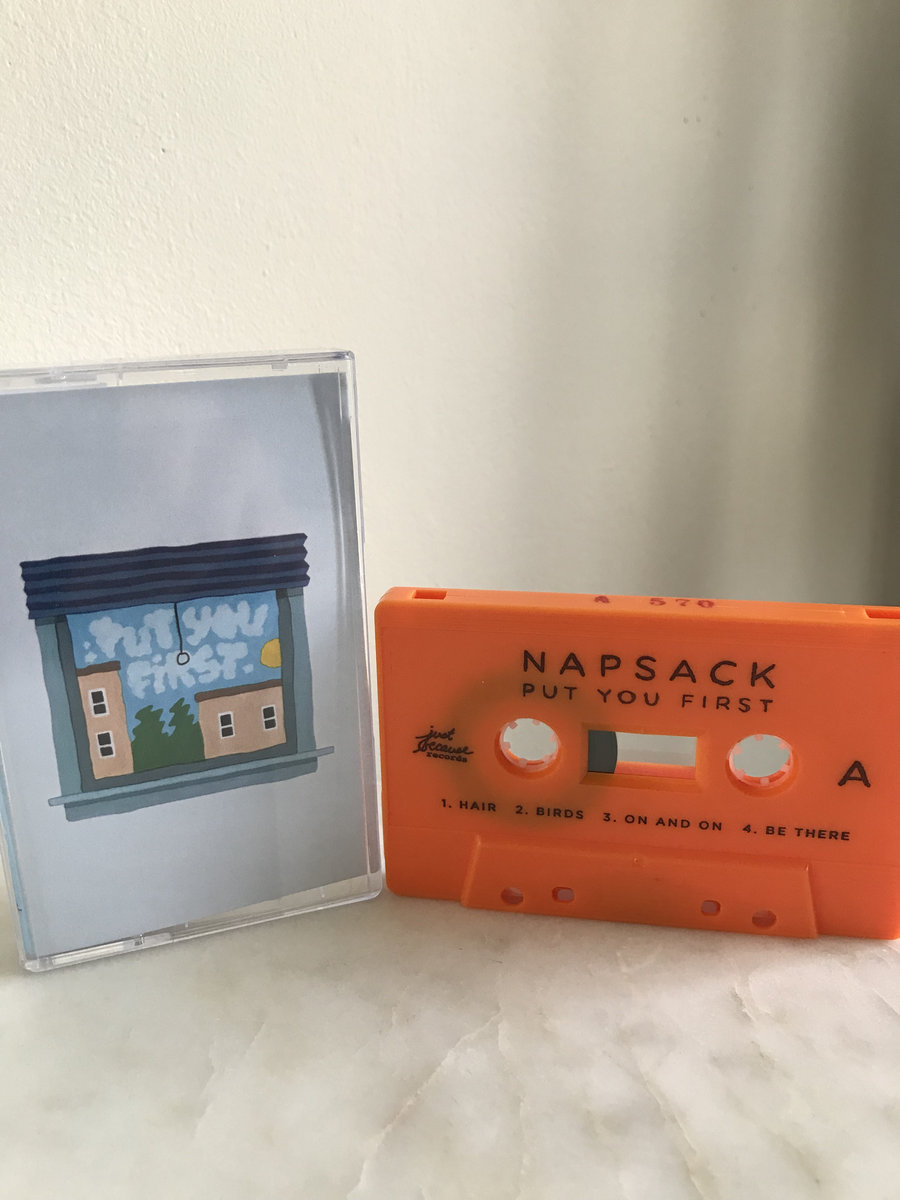 PUT YOU
FIRST.
A 570
NAPSACK
PUT YOU FIRST
just
because
records
A
1. HAIR 2. BIRDS 3. ON AND ON 4. BE THERE